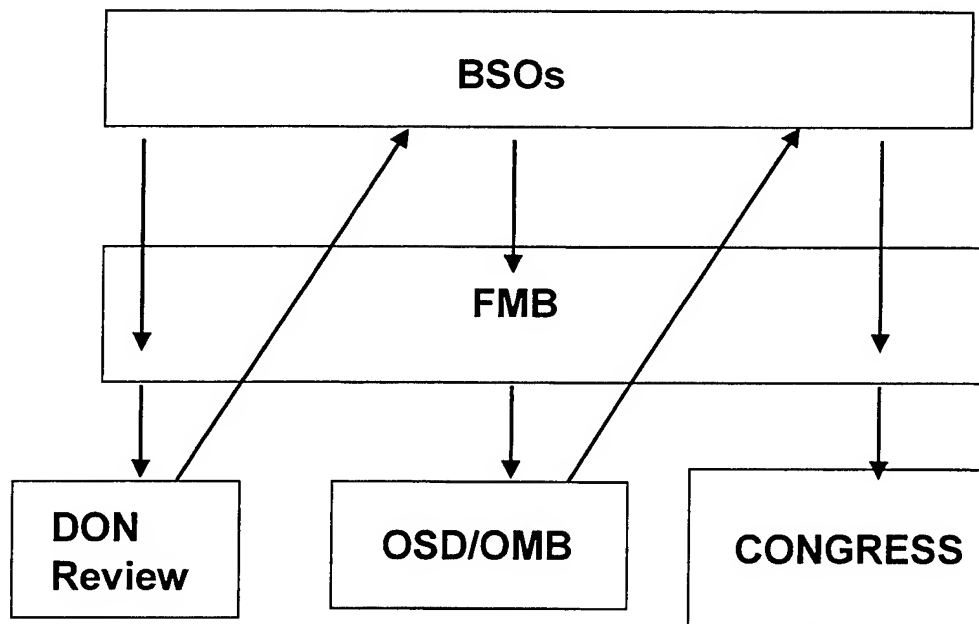 BSOs
FMB
DON
Review
OSD/OMB
CONGRESS